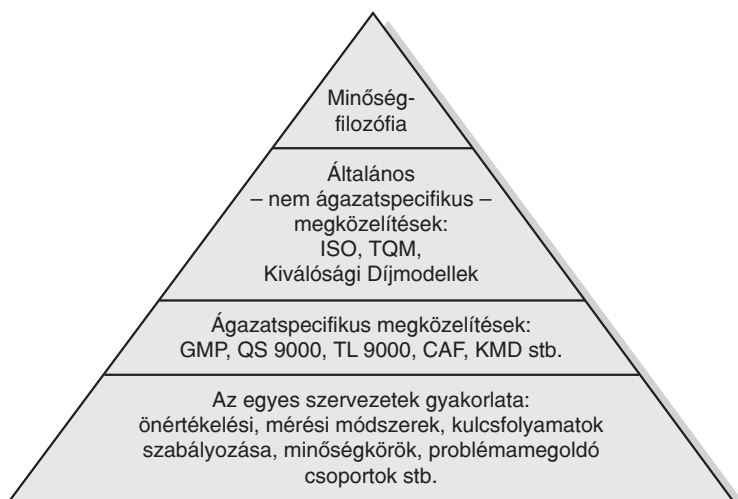 Minőség-
filozófia
Általános
– nem ágazatspecifikus –
megközelítések:
ISO, TQM,
Kiválósági Díjmodellek
Ágazatspecifikus megközelítések:
GMP, QS 9000, TL 9000, CAF, KMD stb.
Az egyes szervezetek gyakorlata:
önértékelési, mérési módszerek, kulcsfolyamatok
szabályozása, minőségkörök, problémamegoldó
csoportok stb.